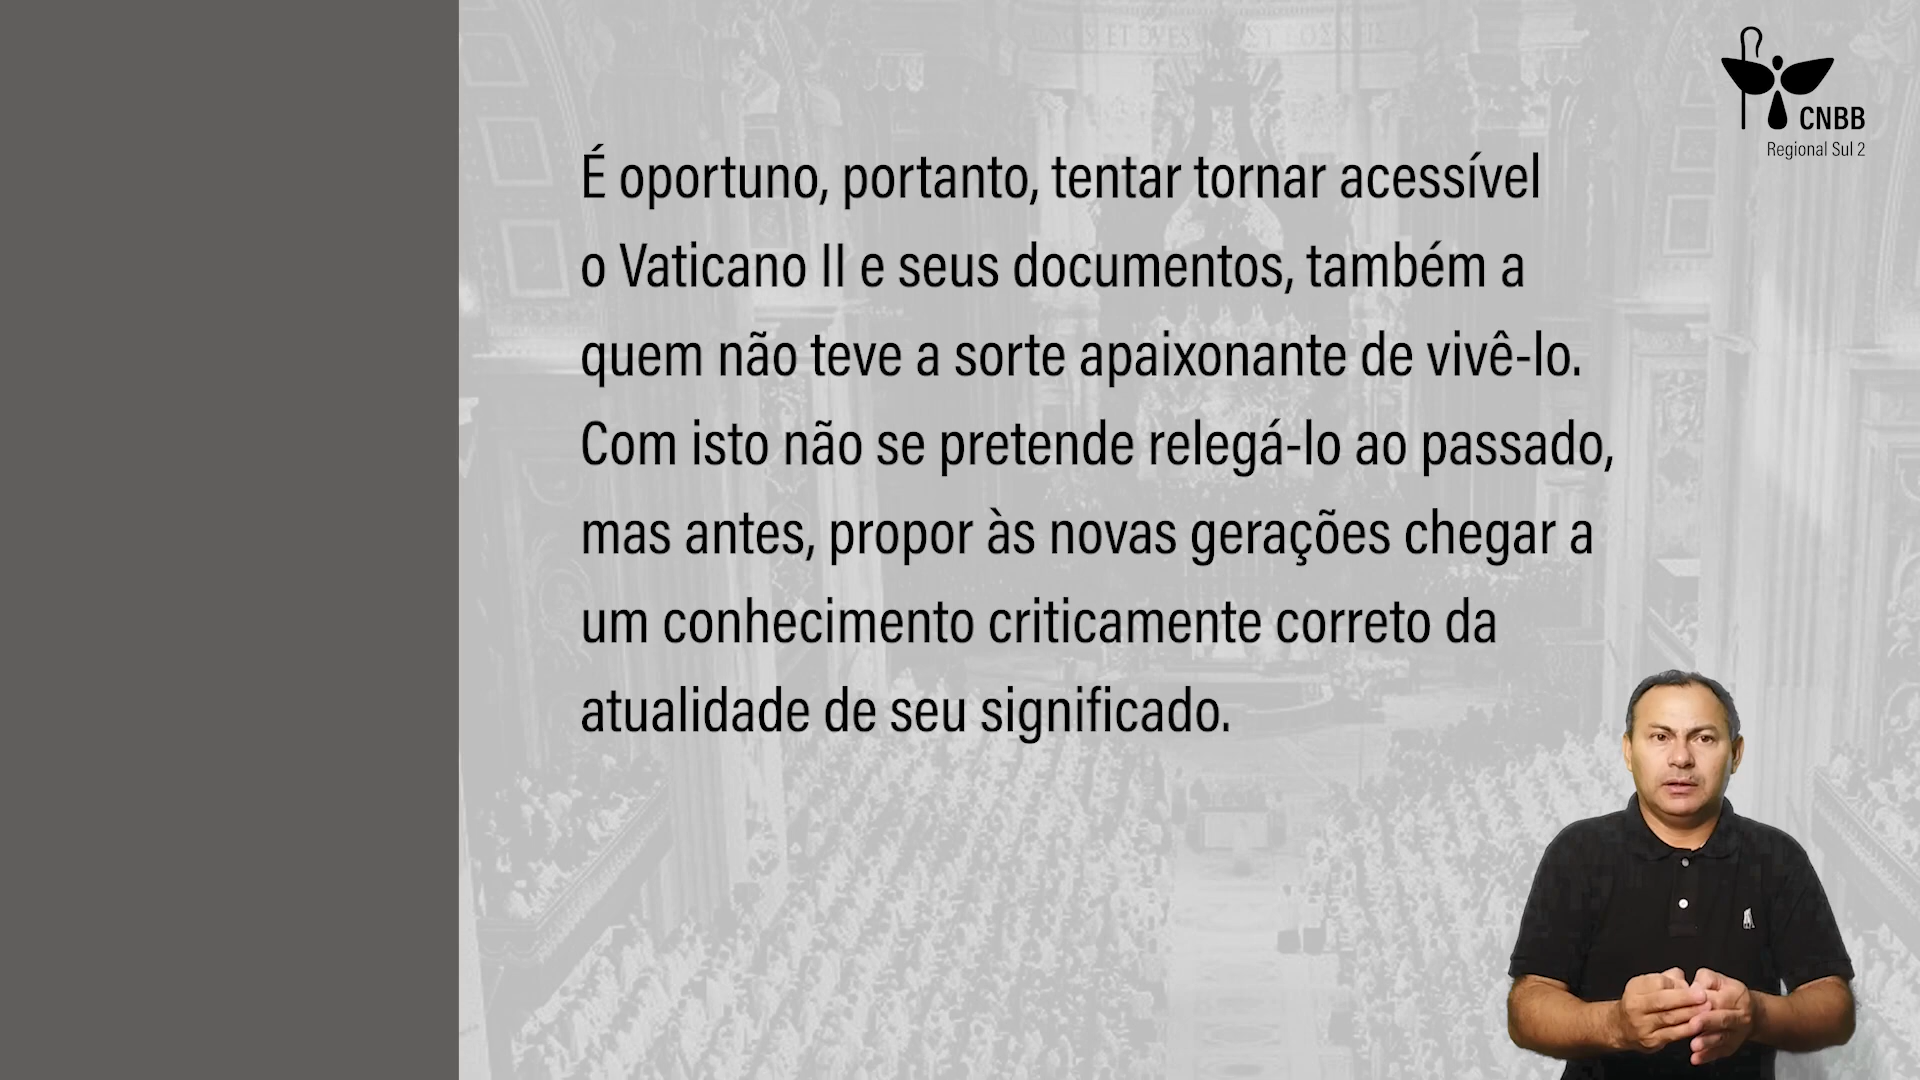 CNBB
Regional Sul 2
É oportuno, portanto, tentar tornar acessível
o Vaticano II e seus documentos, também a
quem não teve a sorte apaixonante de vivê-lo.
Com isto não se pretende relegá-lo ao passado,
mas antes, propor às novas gerações chegar a
um conhecimento criticamente correto da
atualidade de seu significado.